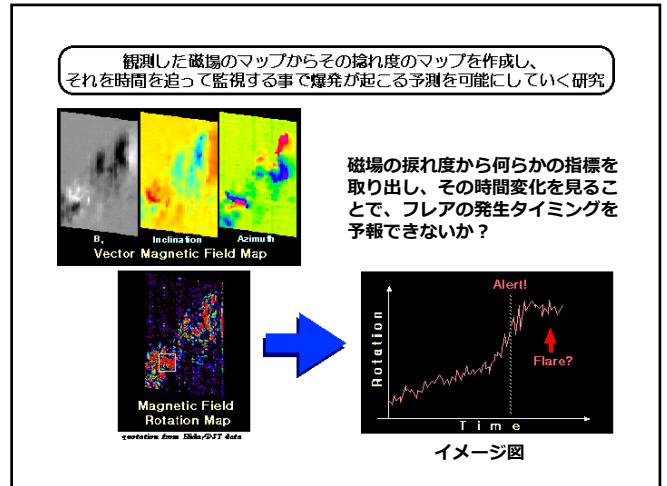 観測した磁場のマップからその捻れ度のマップを作成し、
それを時間を追って監視する事で爆発が起こる予測を可能にしていく研究
磁場の捩れ度から何らかの指標を
取り出し、その時間変化を見るこ
とで、フレアの発生タイミングを
予報できないか？
Inclination
Azimuth
Vector Magnetic Field Map
Magnetic Field
Rotation Map
quotation from Hida/DST data
Alert!
Rotation
Flare?
Time
イメージ図